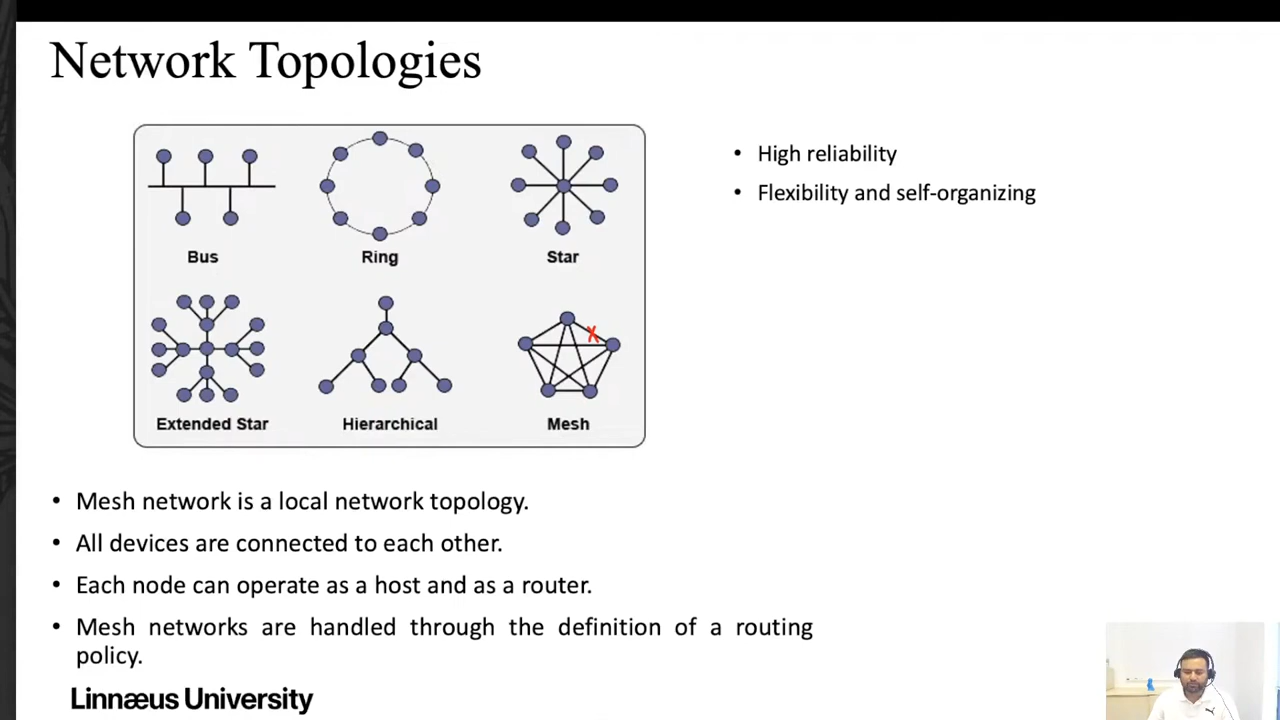 Network Topologies
Bus
Ring
Star
Extended Star
Hierarchical
X
Mesh
• High reliability
• Flexibility and self-organizing
• Mesh network is a local network topology.
• All devices are connected to each other.
• Each node can operate as a host and as a router.
• Mesh networks are handled through the definition of a routing
policy.
Linnæus University